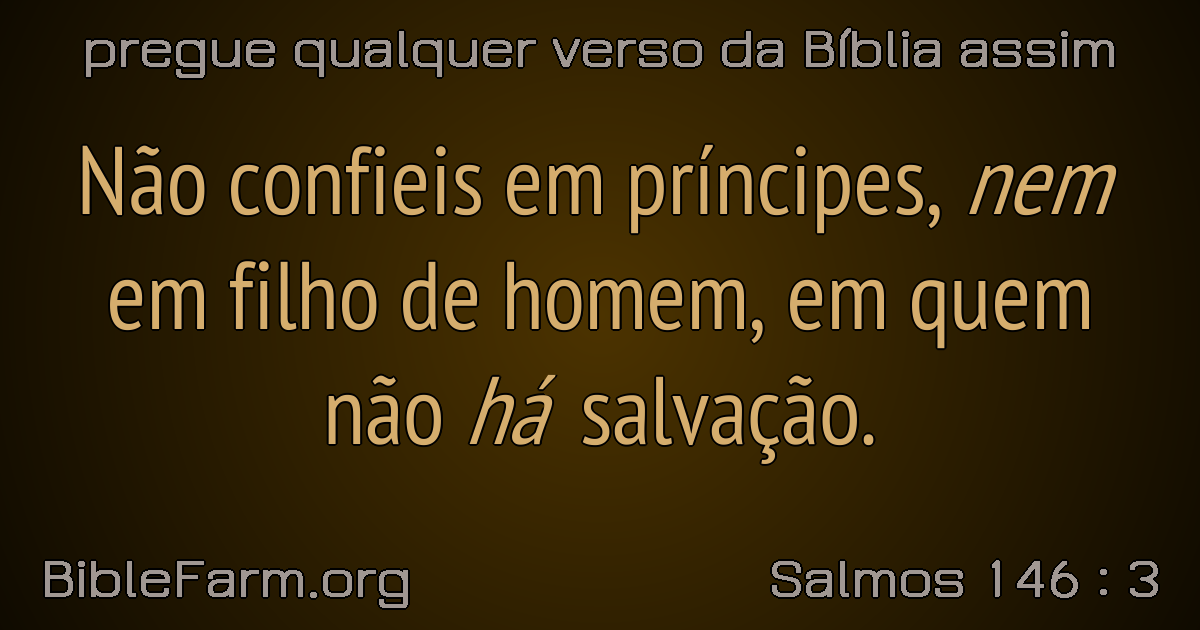 pregue qualquer verso da Bíblia assim
Não confieis em príncipes, nem
em filho de homem, em quem
não há salvação.
BibleFarm.org
Salmos 146 : 3